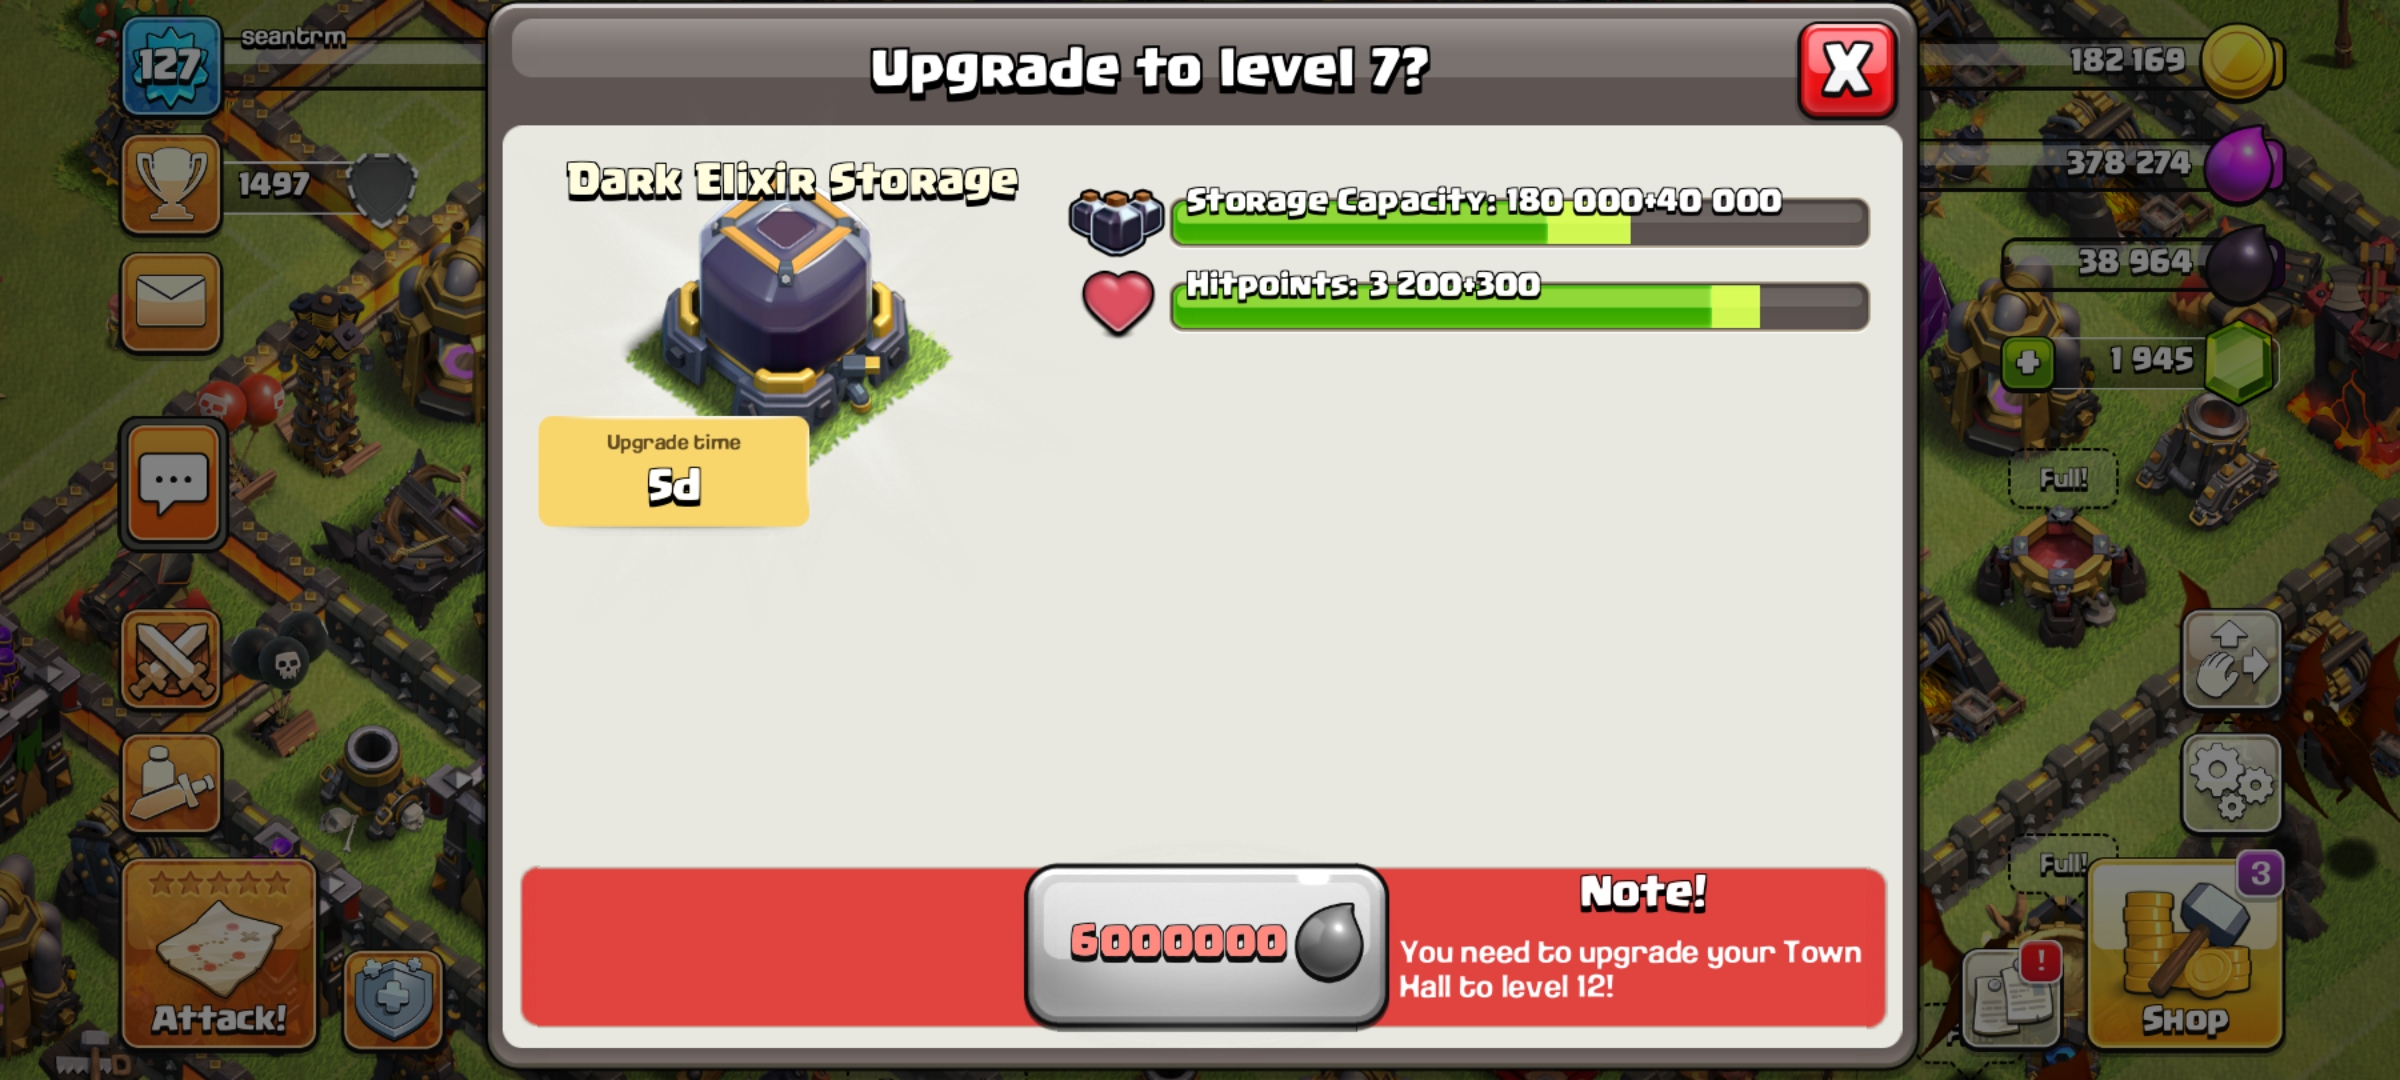 127
seantrm
1497
Attack!
Upgrade to level 7?
X
Dark Elixir Storage
Storage Capacity: 180 000+40 000
Hitpoints: 3 200+300
Upgrade time
5d
6000000
Note!
You need to upgrade your Town
Hall to level 12!
182 169
378 274
38 964
+
1 945
Full!
Full!
3
!
Shop